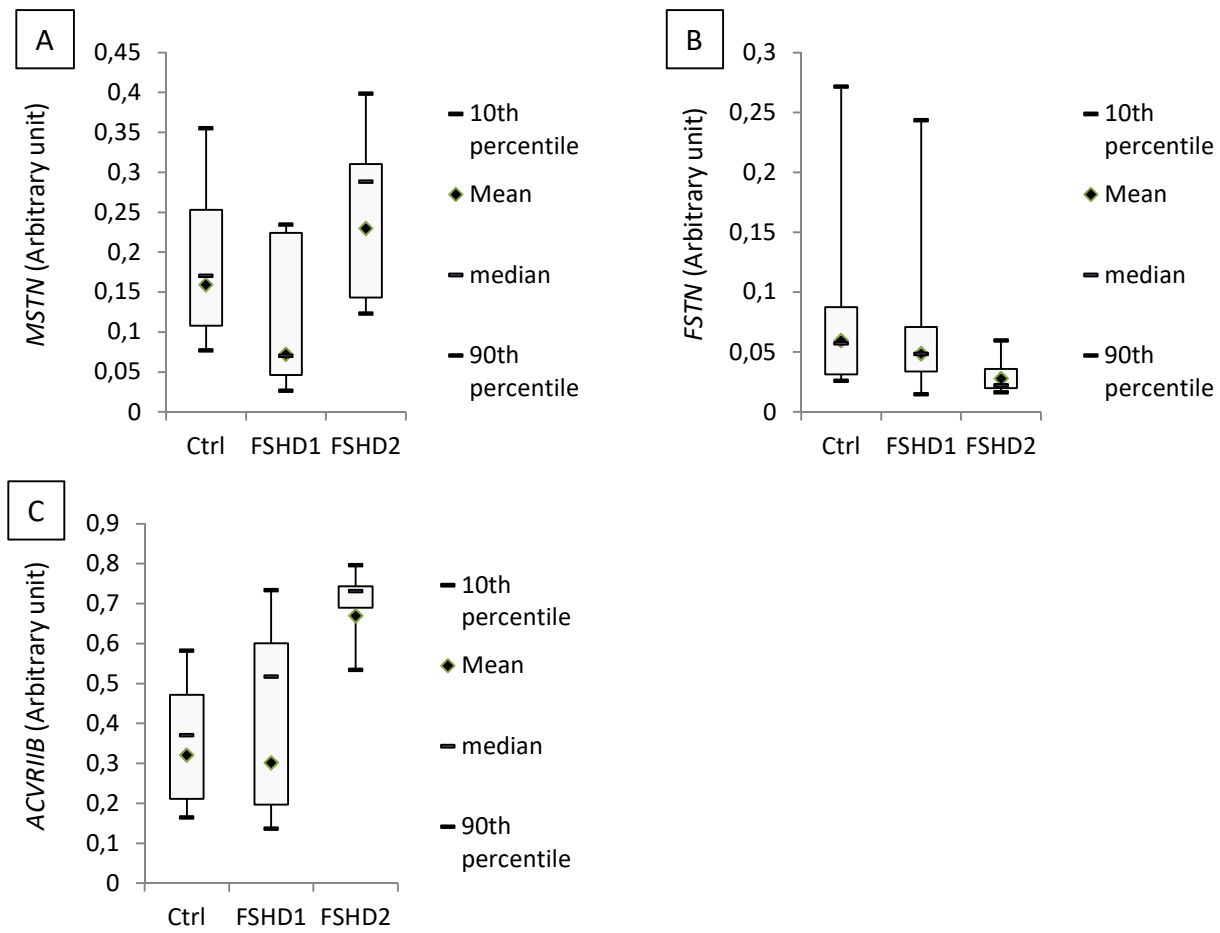 A
MSTN (Arbitrary unit)
0,45
0,4
0,35
0,3
0,25
0,2
0,15
0,1
0,05
0
Ctrl FSHD1 FSHD2
10th
percentile
Mean
median
90th
percentile
B
FSTN (Arbitrary unit)
0,3
0,25
0,2
0,15
0,1
0,05
0
Ctrl FSHD1 FSHD2
10th
percentile
Mean
median
90th
percentile
C
ACVRIIB (Arbitrary unit)
0,9
0,8
0,7
0,6
0,5
0,4
0,3
0,2
0,1
0
Ctrl FSHD1 FSHD2
10th
percentile
Mean
median
90th
percentile